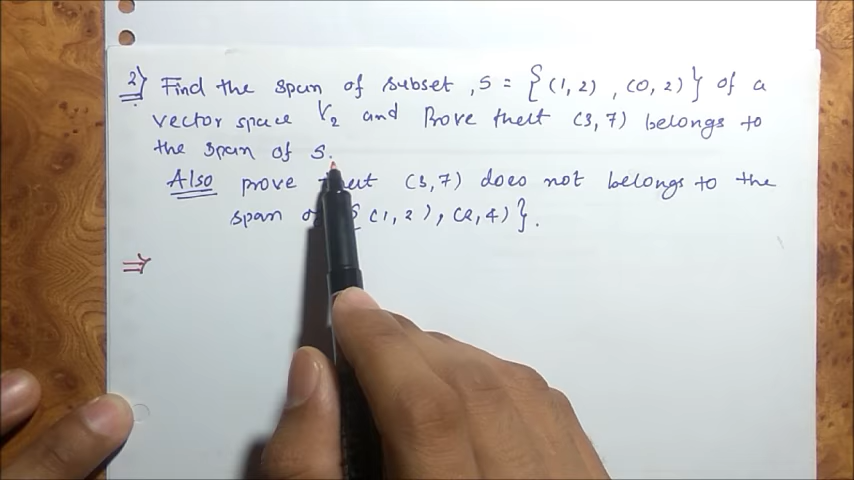 2} Find the span of subset, S = {(1,2), (0,2)} of a
vector space V₂ and Prove that (3,7) belongs to
the span of S.
Also prove that (3,7) does not belongs to the
span {(1,2), (2,4)}.
⇒